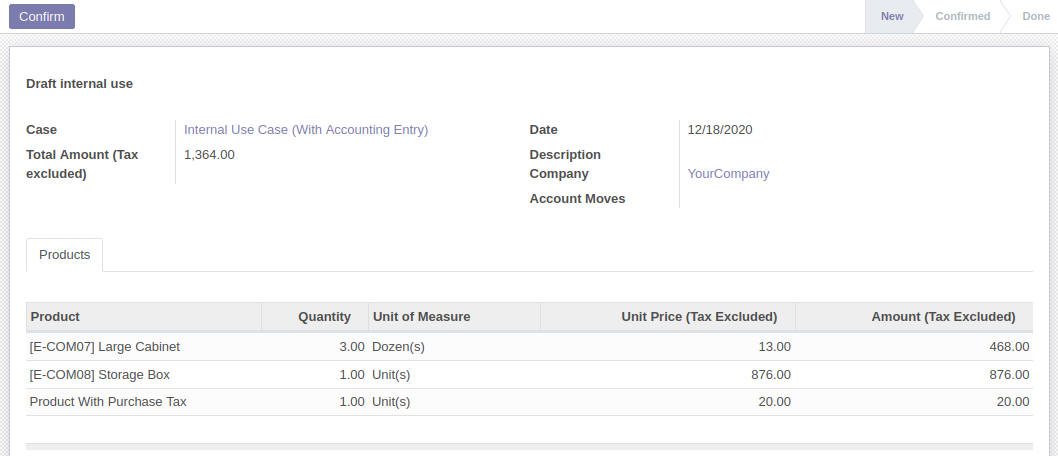 Confirm New Confirmed Done
Draft internal use
Case Internal Use Case (With Accounting Entry) Date 12/18/2020
Total Amount (Tax excluded) 1,364.00 Description
Company YourCompany
Account Moves
Products
Product Quantity Unit of Measure Unit Price (Tax Excluded) Amount (Tax Excluded)
[E-COM07] Large Cabinet 3.00 Dozen(s) 13.00 468.00
[E-COM08] Storage Box 1.00 Unit(s) 876.00 876.00
Product With Purchase Tax 1.00 Unit(s) 20.00 20.00